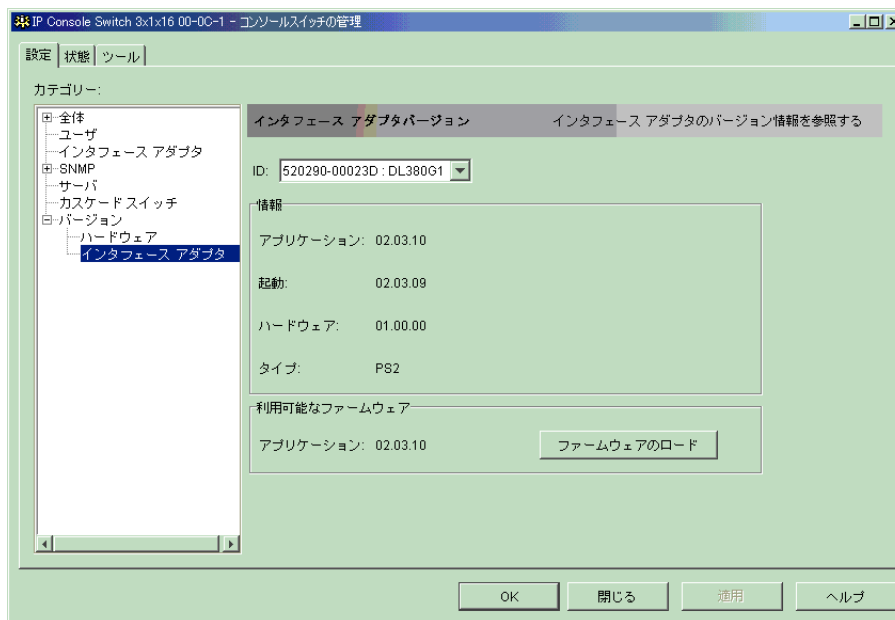 IP Console Switch 3x1x16 00-0C-1 - コンソールスイッチの管理
設定 状態 ツール
カテゴリー:
全体
ユーザ
インタフェース アダプタ
SNMP
サーバ
カスケード スイッチ
バージョン
ハードウェア
インタフェース アダプタ
インタフェース アダプタバージョン インタフェース アダプタのバージョン情報を参照する
ID: 520290-00023D : DL380G1
情報
アプリケーション: 02.03.10
起動: 02.03.09
ハードウェア: 01.00.00
タイプ: PS2
利用可能なファームウェア
アプリケーション: 02.03.10 ファームウェアのロード
OK 閉じる 適用 ヘルプ